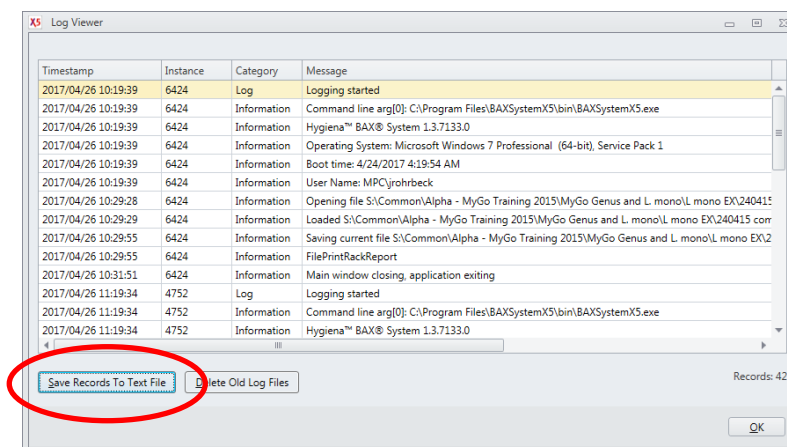 X5 Log Viewer
Timestamp Instance Category Message
2017/04/26 10:19:39 6424 Log Logging started
2017/04/26 10:19:39 6424 Information Command line arg[0]: C:\Program Files\BAXSystemX5\bin\BAXSystemX5.exe
2017/04/26 10:19:39 6424 Information Hygiena™ BAX® System 1.3.7133.0
2017/04/26 10:19:39 6424 Information Operating System: Microsoft Windows 7 Professional (64-bit), Service Pack 1
2017/04/26 10:19:39 6424 Information Boot time: 4/24/2017 4:19:54 AM
2017/04/26 10:19:39 6424 Information User Name: MPC\jrohrbeck
2017/04/26 10:29:28 6424 Information Opening file S:\Common\Alpha - MyGo Training 2015\MyGo Genus and L. mono\L mono EX\240415
2017/04/26 10:29:29 6424 Information Loaded S:\Common\Alpha - MyGo Training 2015\MyGo Genus and L. mono\L mono EX\240415 com
2017/04/26 10:29:55 6424 Information Saving current file S:\Common\Alpha - MyGo Training 2015\MyGo Genus and L. mono\L mono EX\2
2017/04/26 10:29:55 6424 Information FilePrintRackReport
2017/04/26 10:31:51 6424 Information Main window closing, application exiting
2017/04/26 11:19:34 4752 Log Logging started
2017/04/26 11:19:34 4752 Information Command line arg[0]: C:\Program Files\BAXSystemX5\bin\BAXSystemX5.exe
2017/04/26 11:19:34 4752 Information Hygiena™ BAX® System 1.3.7133.0
Save Records To Text File Delete Old Log Files Records: 42
OK